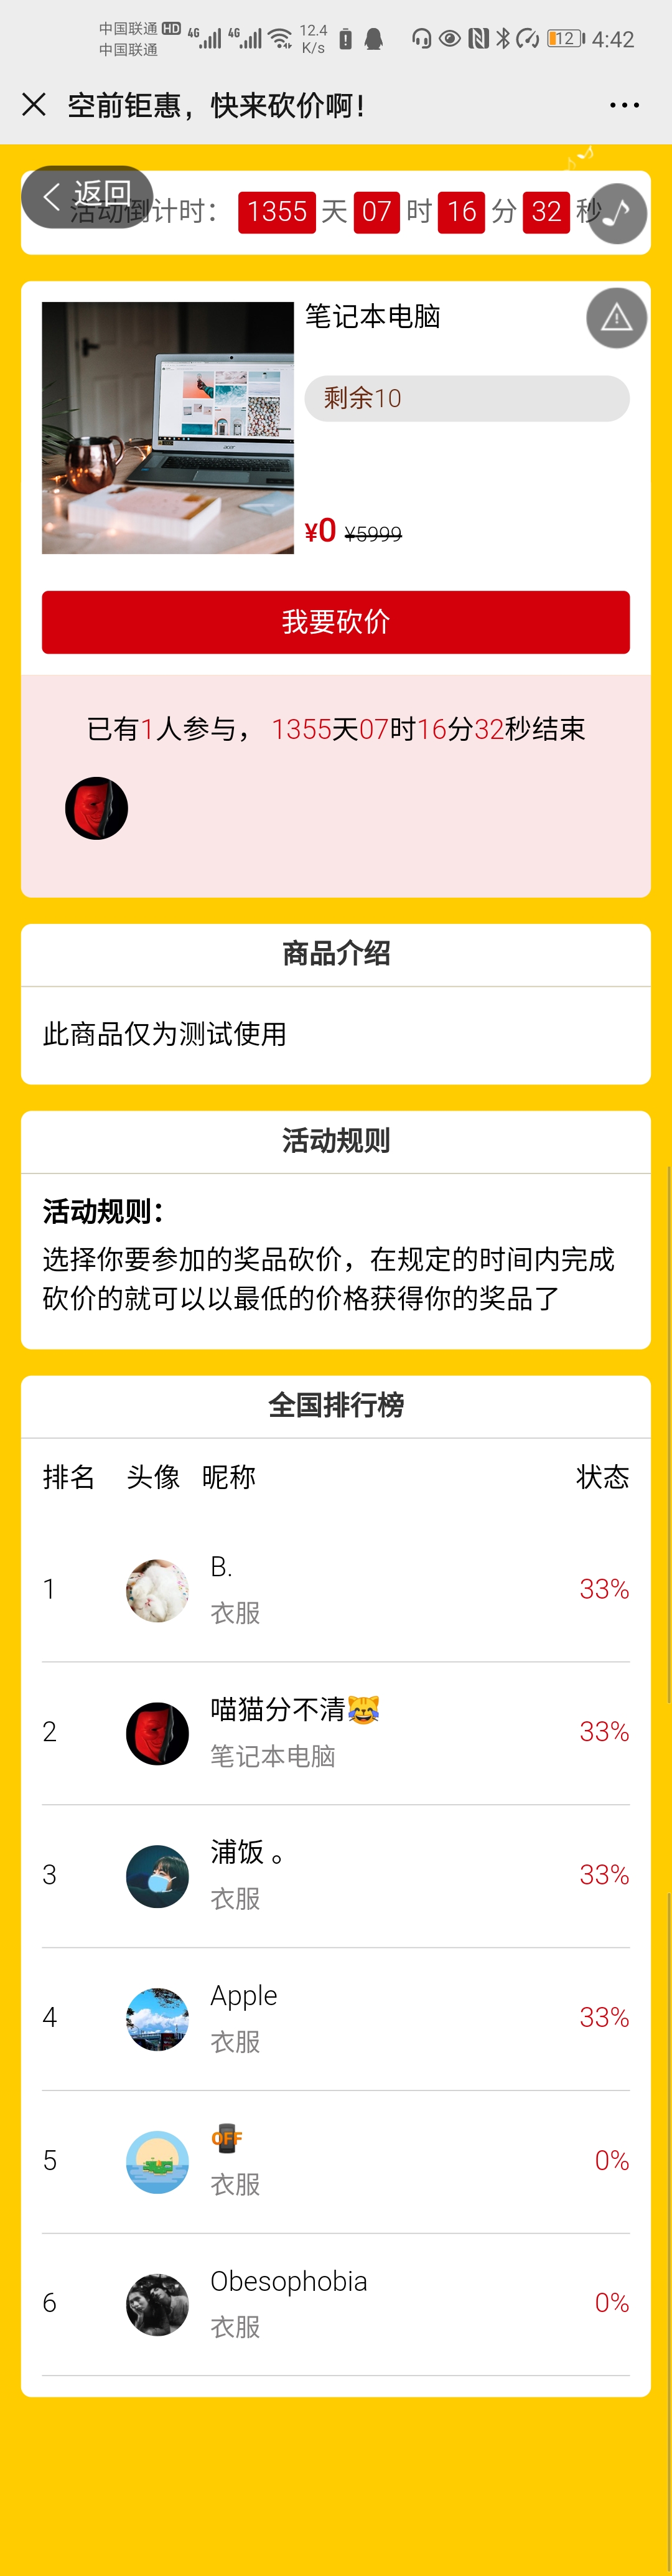 中国联通 HD 4G 4G 12.4 K/s 12 4:42
中国联通
空前钜惠，快来砍价啊！
返回
活动倒计时： 1355 天 07 时 16 分 32 秒
笔记本电脑
剩余10
acer
¥0 ¥5999
我要砍价
已有1人参与， 1355天07时16分32秒结束
商品介绍
此商品仅为测试使用
活动规则
活动规则：
选择你要参加的奖品砍价，在规定的时间内完成
砍价的就可以以最低的价格获得你的奖品了
全国排行榜
排名 头像 昵称 状态
1 B. 33%
衣服
2 喵猫分不清😹 33%
笔记本电脑
3 浦饭 。 33%
衣服
4 Apple 33%
衣服
5 📴 0%
衣服
6 Obesophobia 0%
衣服